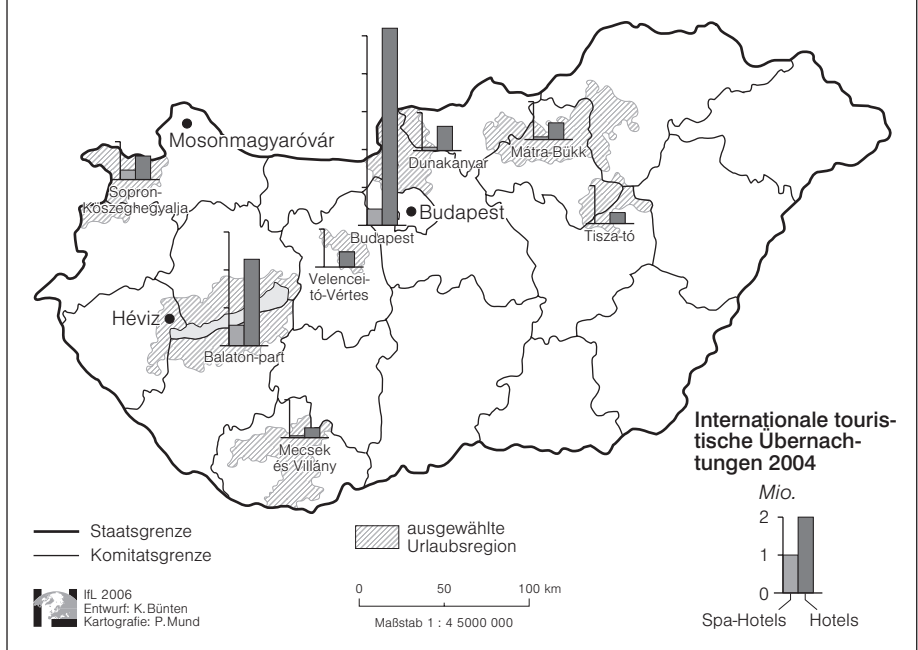 Mosonmagyaróvár
Dunakanyar
Mátra-Bükk
Sopron-
Köszeghegyalja
Budapest
Budapest
Tisza-tó
Velencei-
tó-Vértes
Héviz
Balaton-part
Mecsek
és Villány
Internationale touris-
tische Übernach-
tungen 2004
Mio.
2
1
0
Spa-Hotels
Hotels
Staatsgrenze
Komitatsgrenze
ausgewählte
Urlaubsregion
IfL 2006
Entwurf: K.Bünten
Kartografie: P.Mund
0 50 100 km
Maßstab 1 : 4 5000 000